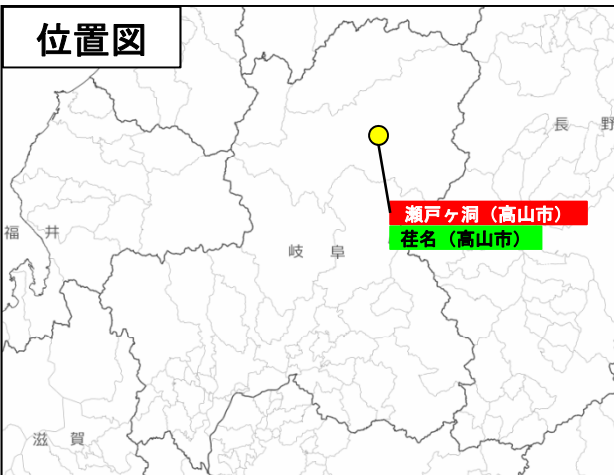 位置図
長 野
瀬戸ヶ洞（高山市）
福 井
荏名（高山市）
岐 阜
滋 賀